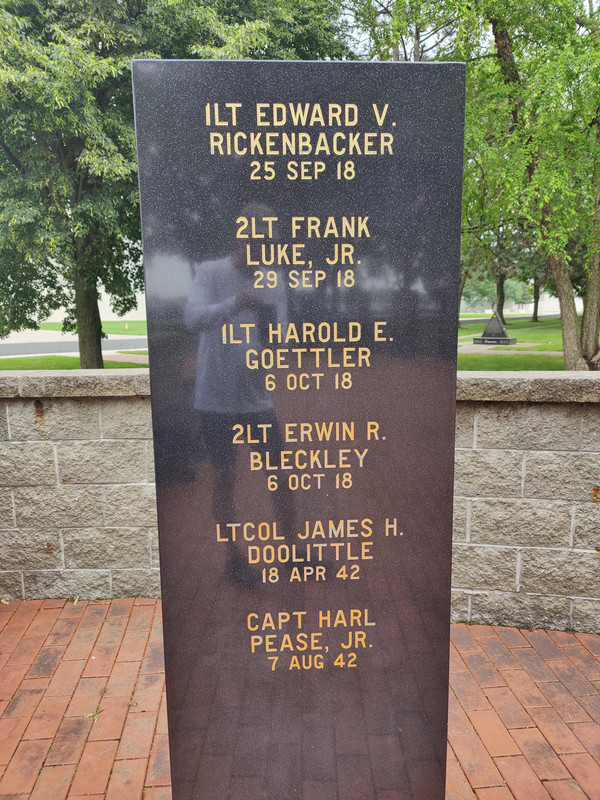 1LT EDWARD V.
RICKENBACKER
25 SEP 18
2LT FRANK
LUKE, JR.
29 SEP 18
1LT HAROLD E.
GOETTLER
6 OCT 18
2LT ERWIN R.
BLECKLEY
6 OCT 18
LTCOL JAMES H.
DOOLITTLE
18 APR 42
CAPT HARL
PEASE, JR.
7 AUG 42